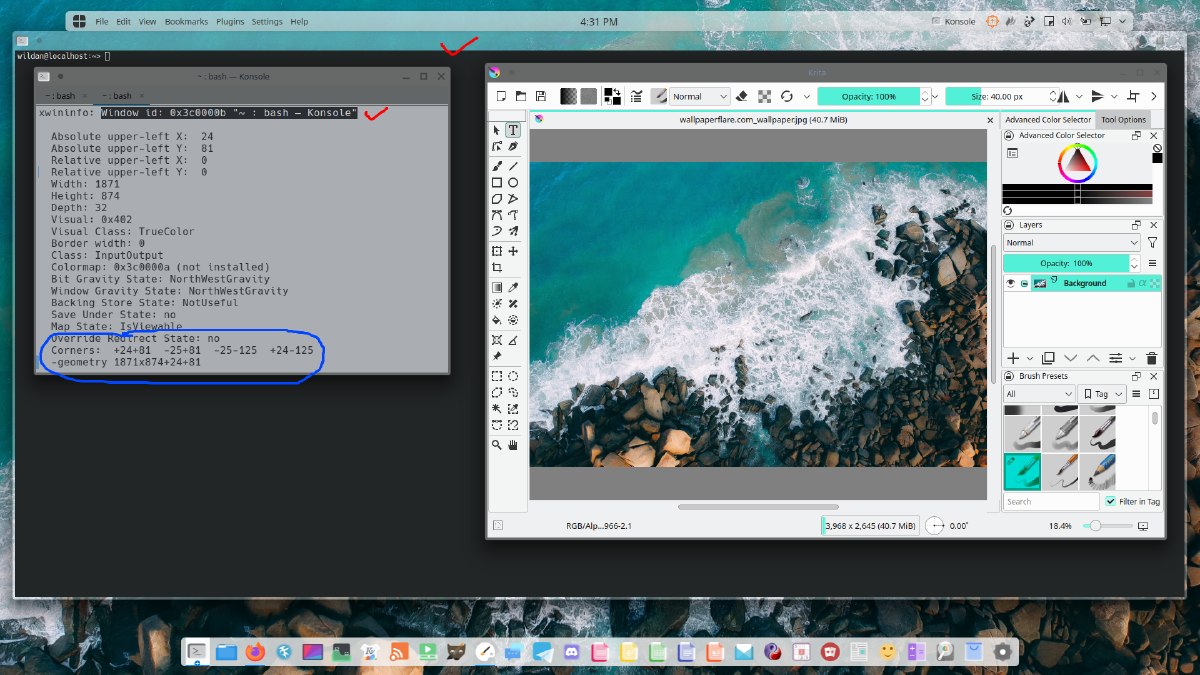 File Edit View Bookmarks Plugins Settings Help
4:31 PM
Konsole
wildan@localhost:~>
~ : bash — Konsole
~ : bash
~ : bash
xwininfo: Window id: 0x3c0000b "~ : bash — Konsole"
Absolute upper-left X: 24
Absolute upper-left Y: 81
Relative upper-left X: 0
Relative upper-left Y: 0
Width: 1871
Height: 874
Depth: 32
Visual: 0x402
Visual Class: TrueColor
Border width: 0
Class: InputOutput
Colormap: 0x3c0000a (not installed)
Bit Gravity State: NorthWestGravity
Window Gravity State: NorthWestGravity
Backing Store State: NotUseful
Save Under State: no
Map State: IsViewable
Override Redirect State: no
Corners: +24+81 -25+81 -25-125 +24-125
-geometry 1871x874+24+81
Krita
Normal
Opacity: 100%
Size: 40.00 px
wallpaperflare.com_wallpaper.jpg (40.7 MiB)
Advanced Color Selector
Tool Options
Advanced Color Selector
Layers
Normal
Opacity: 100%
Background
Brush Presets
All
Tag
Search
Filter in Tag
RGB/Alp...966-2.1
3,968 x 2,645 (40.7 MiB)
0.00°
18.4%